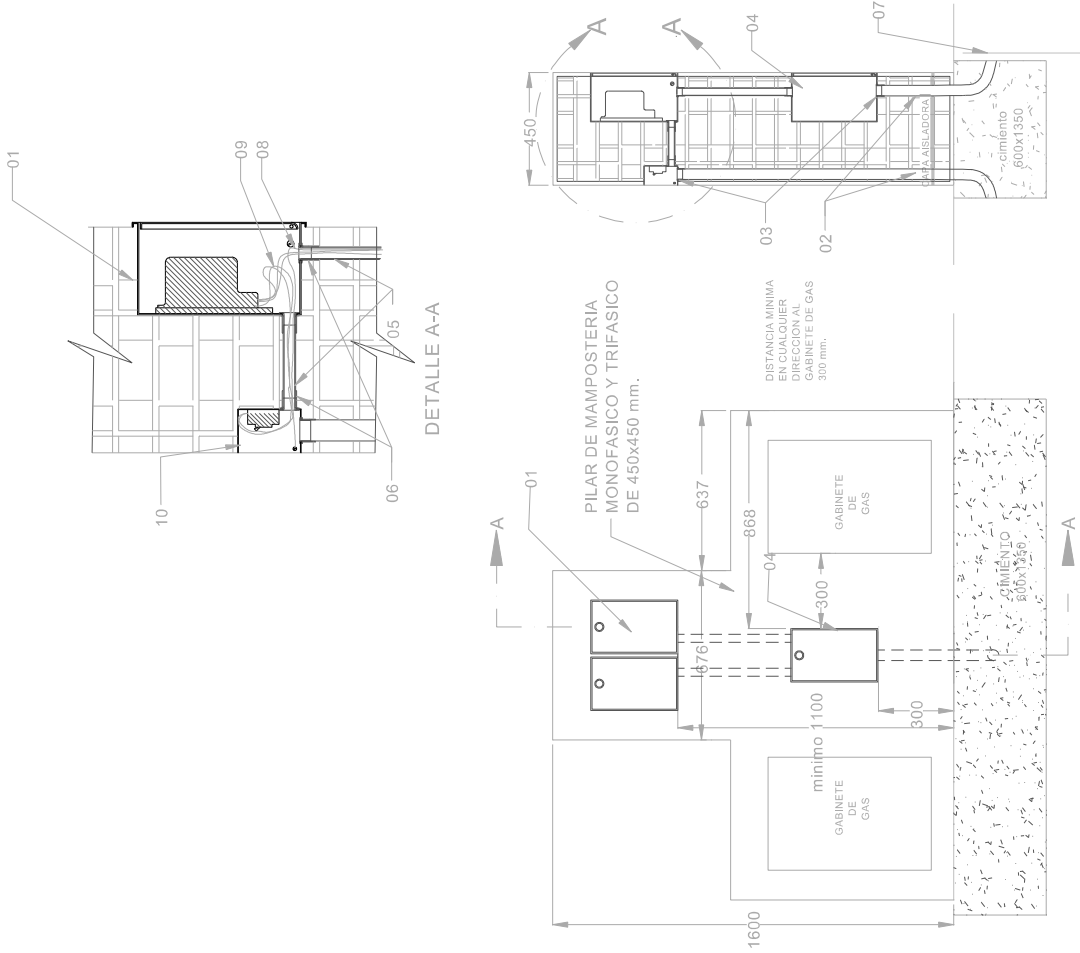 01
09
08
05
06
10
DETALLE A-A
A
A
04
07
450
CAPA AISLADORA
cimiento
600x1350
03
02
PILAR DE MAMPOSTERIA
MONOFASICO Y TRIFASICO
DE 450x450 mm.
DISTANCIA MINIMA
EN CUALQUIER
DIRECCION AL
GABINETE DE GAS
300 mm.
A
01
637
868
04
300
676
GABINETE
DE
GAS
CIMIENTO
600x1350
A
minimo 1100
300
GABINETE
DE
GAS
1600